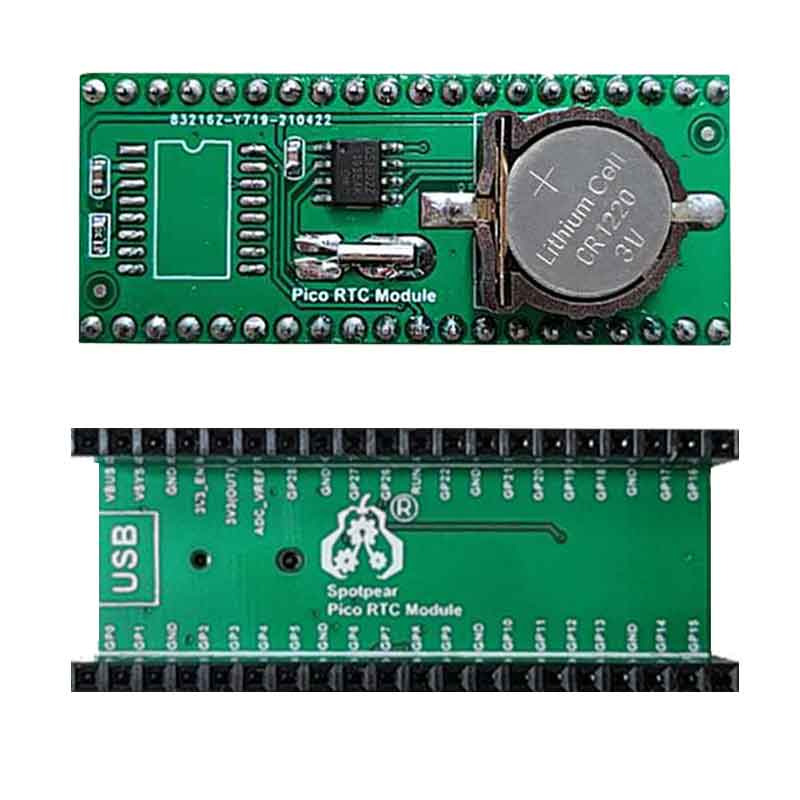 83216Z-Y719-210422
Lithium Cell
CR1220
3V
Pico RTC Module
VBUS
VSYS
GND
3V3_EN
3V3(OUT)
ADC_VREF
GP28
GND
GP27
GP26
RUN
GP22
GND
GP21
GP20
GP19
GP18
GND
GP17
GP16
®
USB
Spotpear
Pico RTC Module
GP0
GP1
GND
GP2
GP3
GP4
GP5
GND
GP6
GP7
GP8
GP9
GND
GP10
GP11
GP12
GP13
GND
GP14
GP15